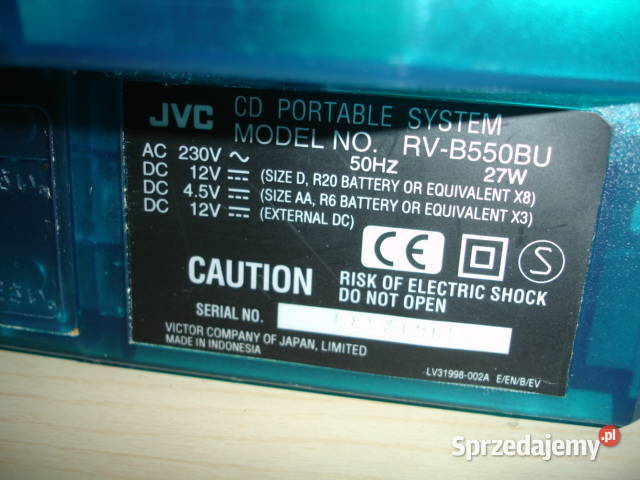 JVC CD PORTABLE SYSTEM
MODEL NO. RV-B550BU
AC 230V ~ 50Hz 27W
DC 12V ⎓ (SIZE D, R20 BATTERY OR EQUIVALENT X8)
DC 4.5V ⎓ (SIZE AA, R6 BATTERY OR EQUIVALENT X3)
DC 12V ⎓ (EXTERNAL DC)
CE S
CAUTION RISK OF ELECTRIC SHOCK
DO NOT OPEN
SERIAL NO.
VICTOR COMPANY OF JAPAN, LIMITED
MADE IN INDONESIA
LV31998-002A E/EN/B/EV
Sprzedajemy.pl